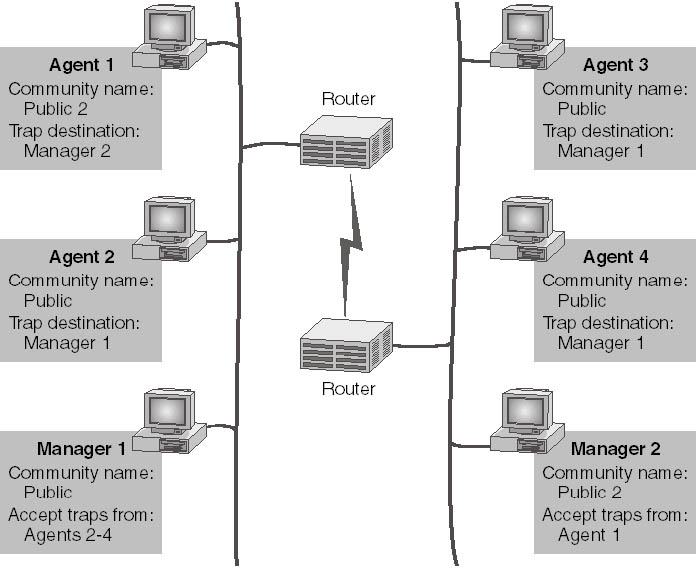 Agent 1
Community name:
Public 2
Trap destination:
Manager 2
Router
Agent 3
Community name:
Public
Trap destination:
Manager 1
Agent 2
Community name:
Public
Trap destination:
Manager 1
Agent 4
Community name:
Public
Trap destination:
Manager 1
Router
Manager 1
Community name:
Public
Accept traps from:
Agents 2-4
Manager 2
Community name:
Public 2
Accept traps from:
Agent 1